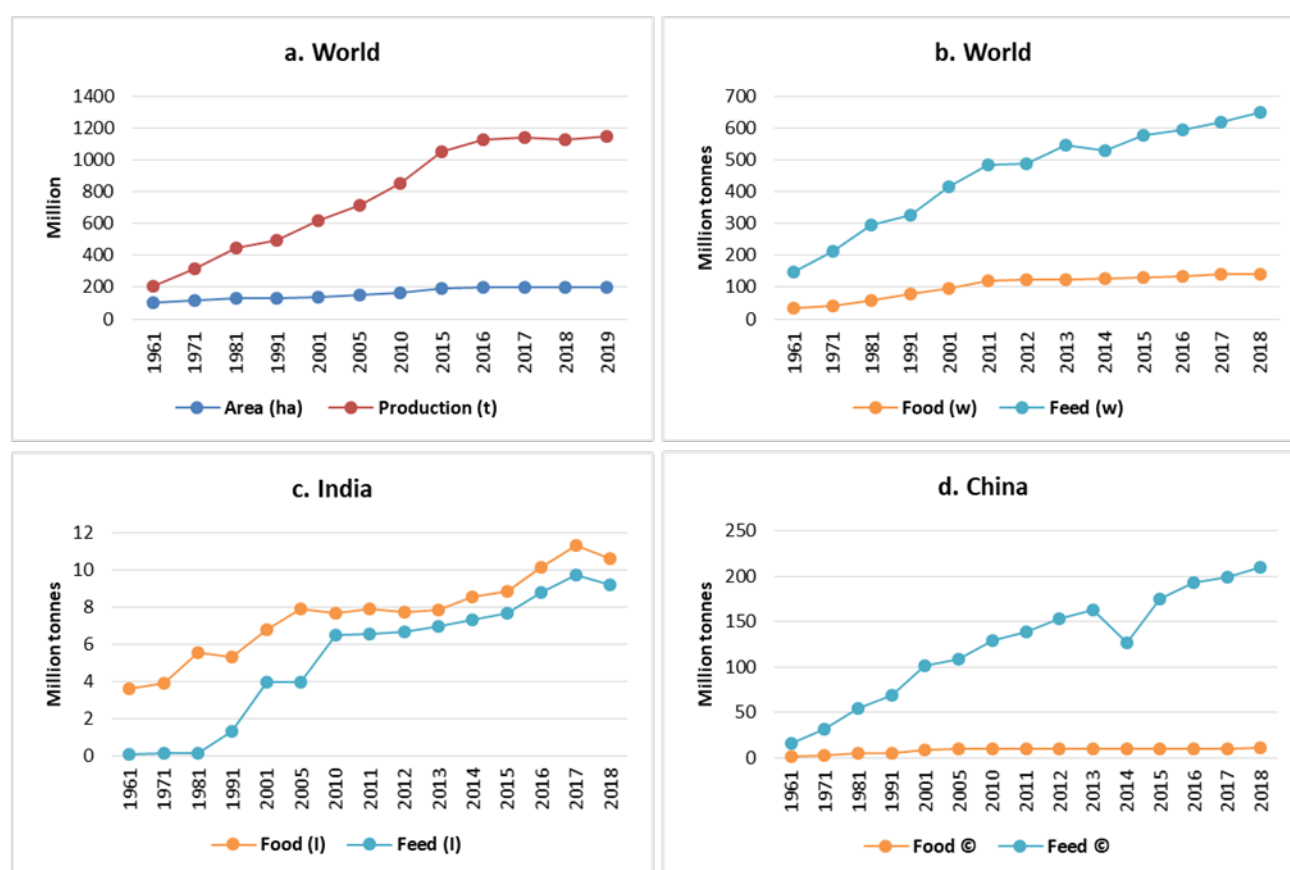 a. World
Million
1400
1200
1000
800
600
400
200
0
1961 1971 1981 1991 2001 2005 2010 2015 2016 2017 2018 2019
Area (ha) Production (t)
b. World
Million tonnes
700
600
500
400
300
200
100
0
1961 1971 1981 1991 2001 2011 2012 2013 2014 2015 2016 2017 2018
Food (w) Feed (w)
c. India
Million tonnes
12
10
8
6
4
2
0
1961 1971 1981 1991 2001 2005 2010 2011 2012 2013 2014 2015 2016 2017 2018
Food (I) Feed (I)
d. China
Million tonnes
250
200
150
100
50
0
1961 1971 1981 1991 2001 2005 2010 2011 2012 2013 2014 2015 2016 2017 2018
Food © Feed ©